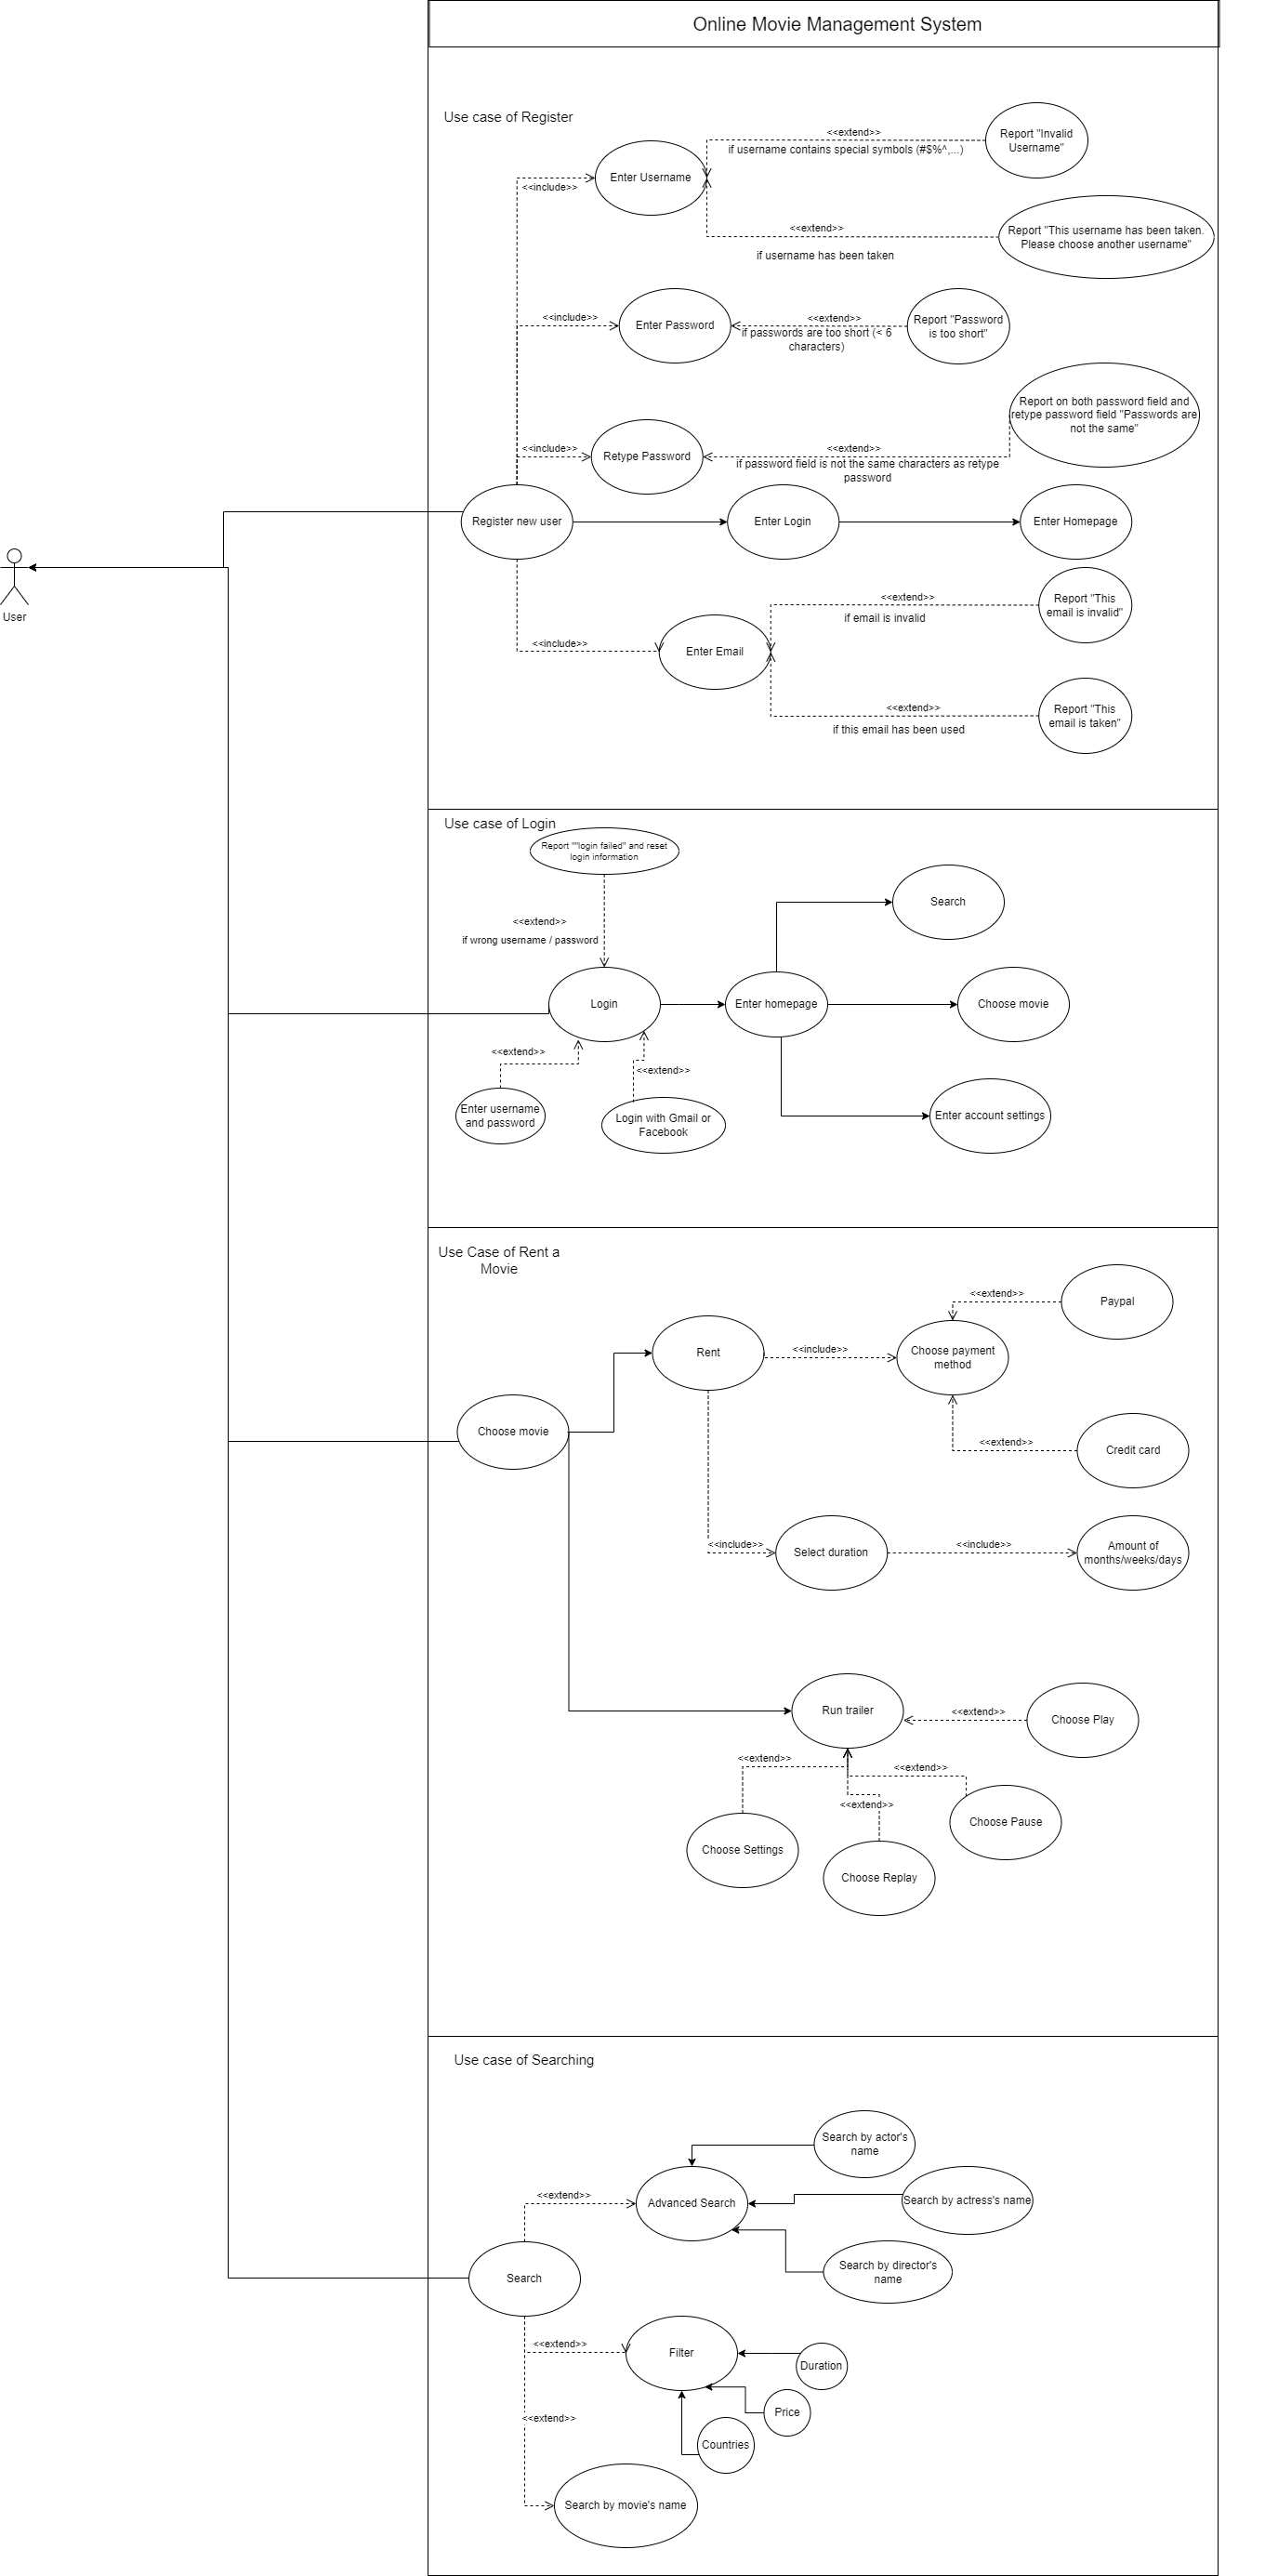 Online Movie Management System
Use case of Register
<<extend>>
if username contains special symbols (#$%^,...)
Report "Invalid
Username"
Enter Username
<<include>>
<<extend>>
if username has been taken
Report "This username has been taken.
Please choose another username"
<<include>>
Enter Password
<<extend>>
if passwords are too short (< 6
characters)
Report "Password
is too short"
Report on both password field and
retype password field "Passwords are
not the same"
<<include>>
Retype Password
<<extend>>
if password field is not the same characters as retype
password
Register new user
Enter Login
Enter Homepage
User
<<extend>>
if email is invalid
Report "This
email is invalid"
<<include>>
Enter Email
<<extend>>
if this email has been used
Report "This
email is taken"
Use case of Login
Report ""login failed" and reset
login information
<<extend>>
if wrong username / password
Search
Login
Enter homepage
Choose movie
<<extend>>
<<extend>>
Enter username
and password
Login with Gmail or
Facebook
Enter account settings
Use Case of Rent a
Movie
<<extend>>
Paypal
Rent
<<include>>
Choose payment
method
Choose movie
<<extend>>
Credit card
<<include>>
Select duration
<<include>>
Amount of
months/weeks/days
Run trailer
<<extend>>
Choose Play
<<extend>>
<<extend>>
<<extend>>
Choose Pause
Choose Settings
Choose Replay
Use case of Searching
Search by actor's
name
<<extend>>
Advanced Search
Search by actress's name
Search by director's
name
Search
<<extend>>
Filter
Duration
Price
<<extend>>
Countries
Search by movie's name